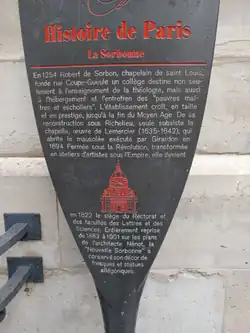 Histoire de Paris
La Sorbonne
En 1254 Robert de Sorbon, chapelain de saint Louis,
fonde rue Coupe-Gueule un collège destiné non seu-
lement à l'enseignement de la théologie, mais aussi
à l'hébergement et l'entretien des "pauvres maî-
tres et escholiers". L'établissement croît, en taille
et en prestige, jusqu'à la fin du Moyen Age. De sa
reconstruction sous Richelieu, seule subsiste la
chapelle, œuvre de Lemercier (1635-1642), qui
abrite le mausolée exécuté par Girardon en
1694. Fermée sous la Révolution, transformée
en ateliers d'artistes sous l'Empire, elle devient
en 1822 le siège du Rectorat et
des facultés des Lettres et des
Sciences. Entièrement reprise
de 1883 à 1901 sur les plans
de l'architecte Nénot, la
"Nouvelle Sorbonne" a
conservé son décor de
fresques et statues
allégoriques.